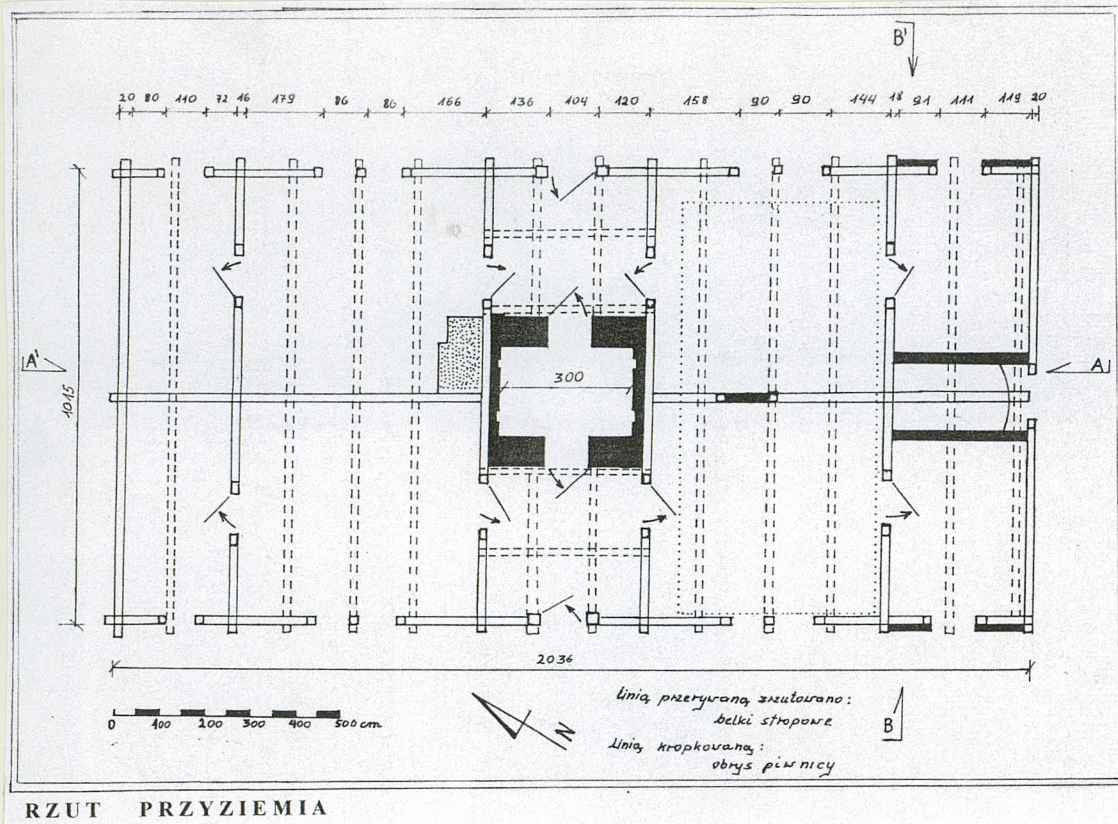 B'
20 80 110 72 16 179 86 86 166 136 104 120 158 90 90 144 18 91 111 119 20
A'
A
1015
300
2036
0 100 200 300 400 500 cm
N
Linią przerywaną zrzutowano:
belki stropowe
Linią kropkowaną:
obrys piwnicy
B
RZUT PRZYZIEMIA